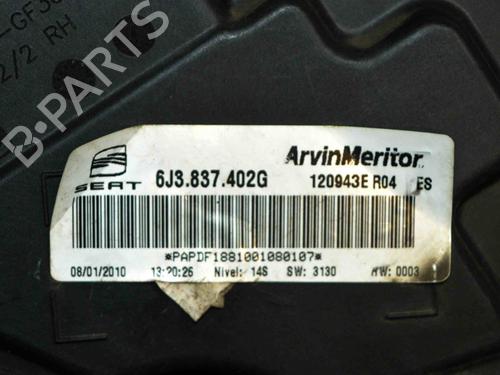 -GF30
2/2 RH
B-PARTS
SEAT
6J3.837.402G
ArvinMeritor
120943E R04 ES
*PAPDF1881001080107*
08/01/2010 13:20:26 Nivel: 14S SW: 3130 HW: 0003